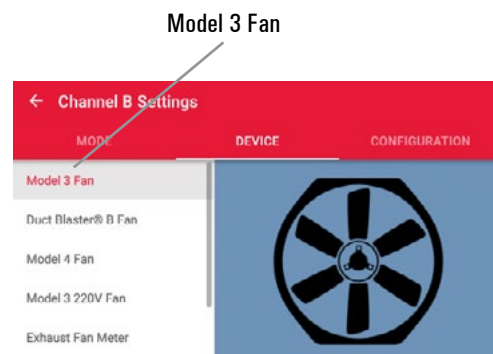 Model 3 Fan
← Channel B Settings
MODE DEVICE CONFIGURATION
Model 3 Fan
Duct Blaster® B Fan
Model 4 Fan
Model 3 220V Fan
Exhaust Fan Meter